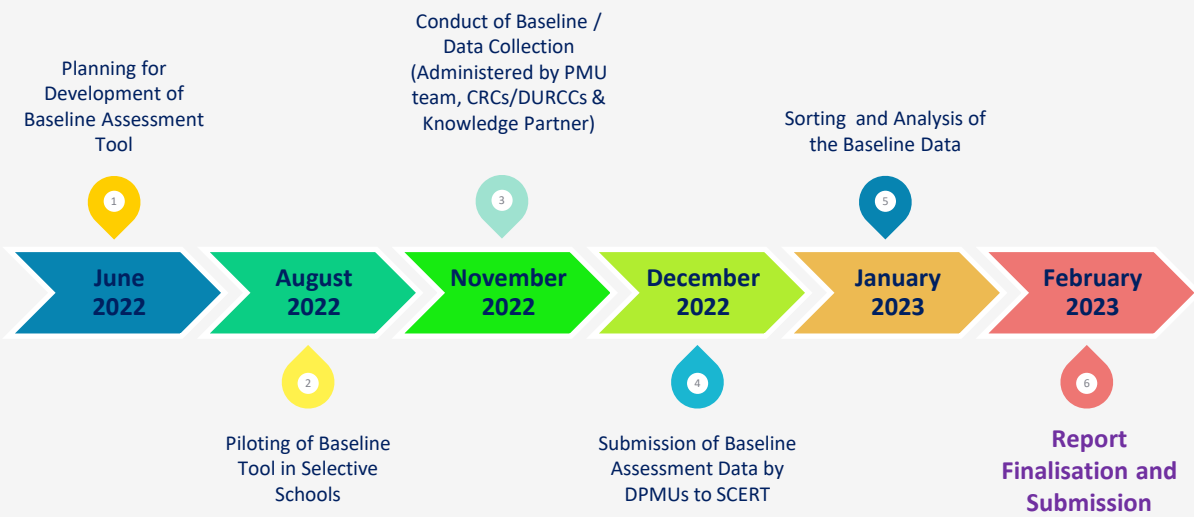 Planning for
Development of
Baseline Assessment
Tool
1
June
2022
August
2022
2
Piloting of Baseline
Tool in Selective
Schools
Conduct of Baseline /
Data Collection
(Administered by PMU
team, CRCs/DURCCs &
Knowledge Partner)
3
November
2022
December
2022
4
Submission of Baseline
Assessment Data by
DPMUs to SCERT
Sorting and Analysis of
the Baseline Data
5
January
2023
February
2023
6
Report
Finalisation and
Submission